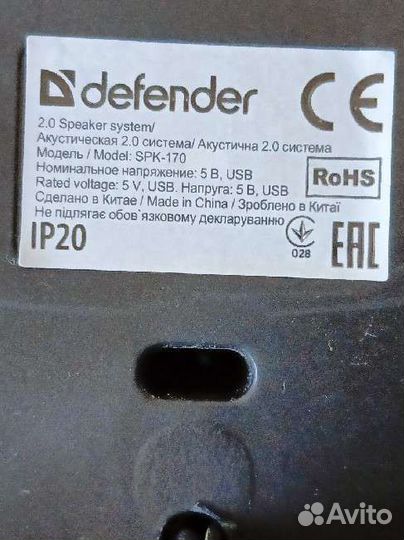 defender
CE
2.0 Speaker system/
Акустическая 2.0 система/ Акустична 2.0 система
Модель / Model: SPK-170
Номинальное напряжение: 5 В, USB
Rated voltage: 5 V, USB. Напруга: 5 В, USB
RoHS
Сделано в Китае / Made in China / Зроблено в Китаї
Не підлягає обов`язковому декларуванню
IP20
028
EAC
Avito